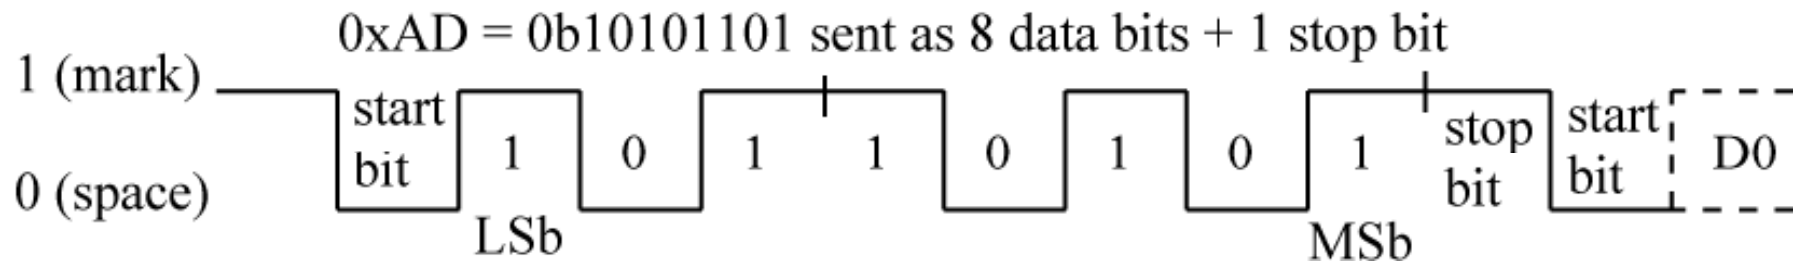 0xAD = 0b10101101 sent as 8 data bits + 1 stop bit
1 (mark)
0 (space)
start
bit
1
0
1
1
0
1
0
1
stop
bit
start
bit
D0
LSb
MSb